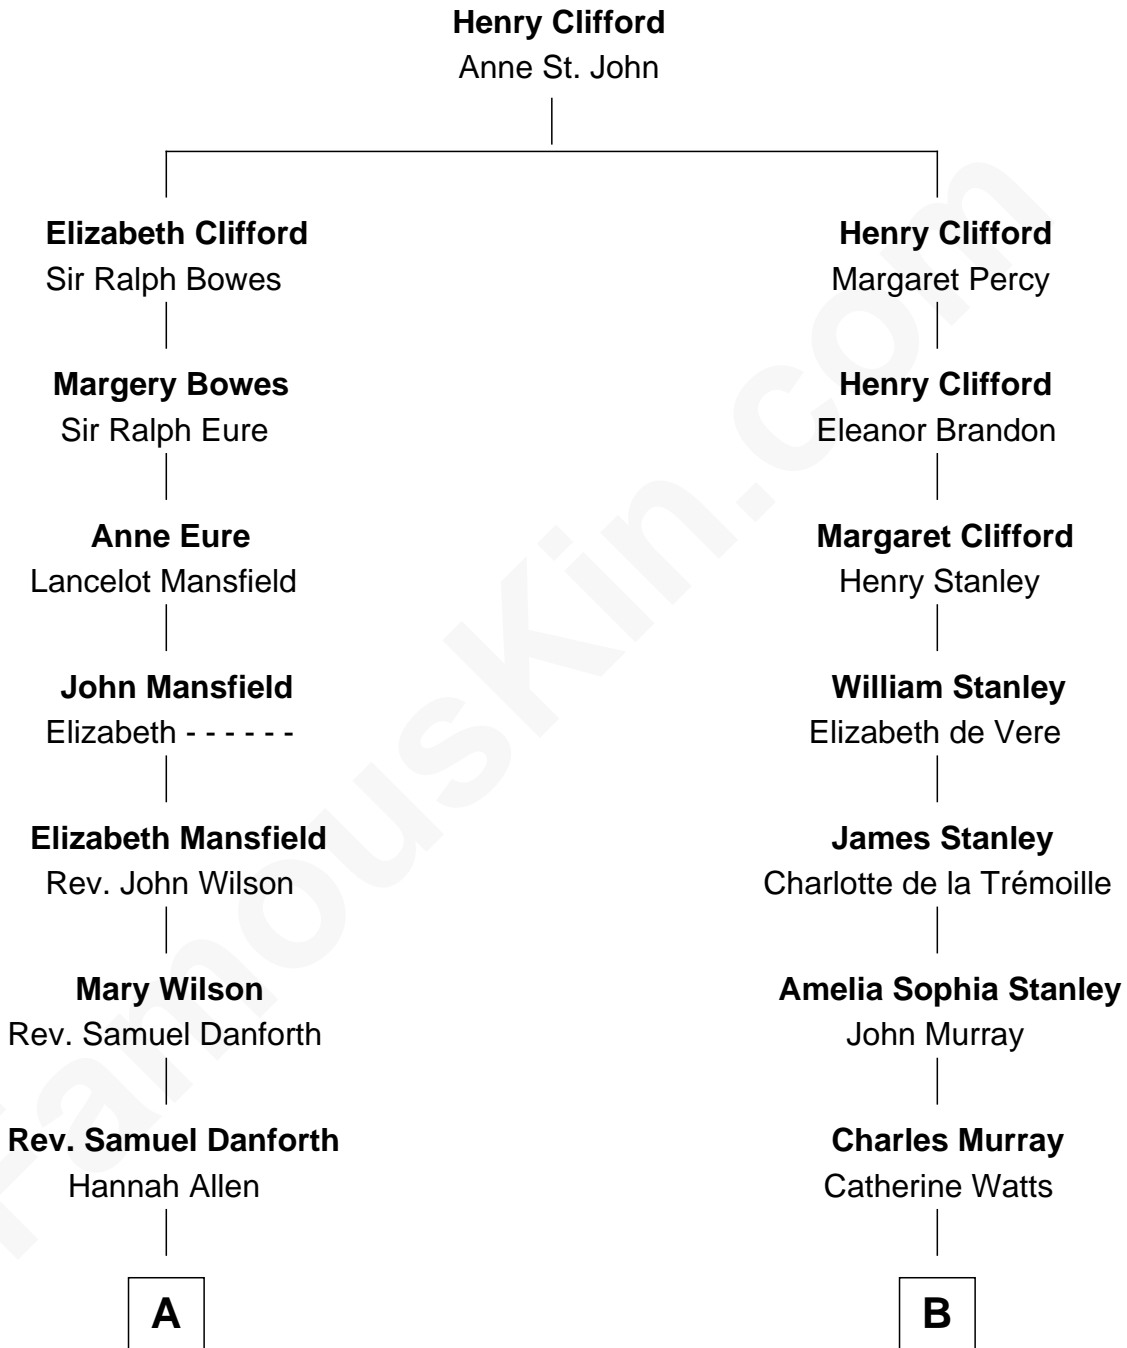 Henry Clifford
Anne St. John
Elizabeth Clifford
Sir Ralph Bowes
Henry Clifford
Margaret Percy
Margery Bowes
Sir Ralph Eure
Henry Clifford
Eleanor Brandon
Anne Eure
Lancelot Mansfield
Margaret Clifford
Henry Stanley
John Mansfield
Elizabeth - - - - - -
William Stanley
Elizabeth de Vere
Elizabeth Mansfield
Rev. John Wilson
James Stanley
Charlotte de la Trémoille
Mary Wilson
Rev. Samuel Danforth
Amelia Sophia Stanley
John Murray
Rev. Samuel Danforth
Hannah Allen
Charles Murray
Catherine Watts
A
B
FamousKin.com